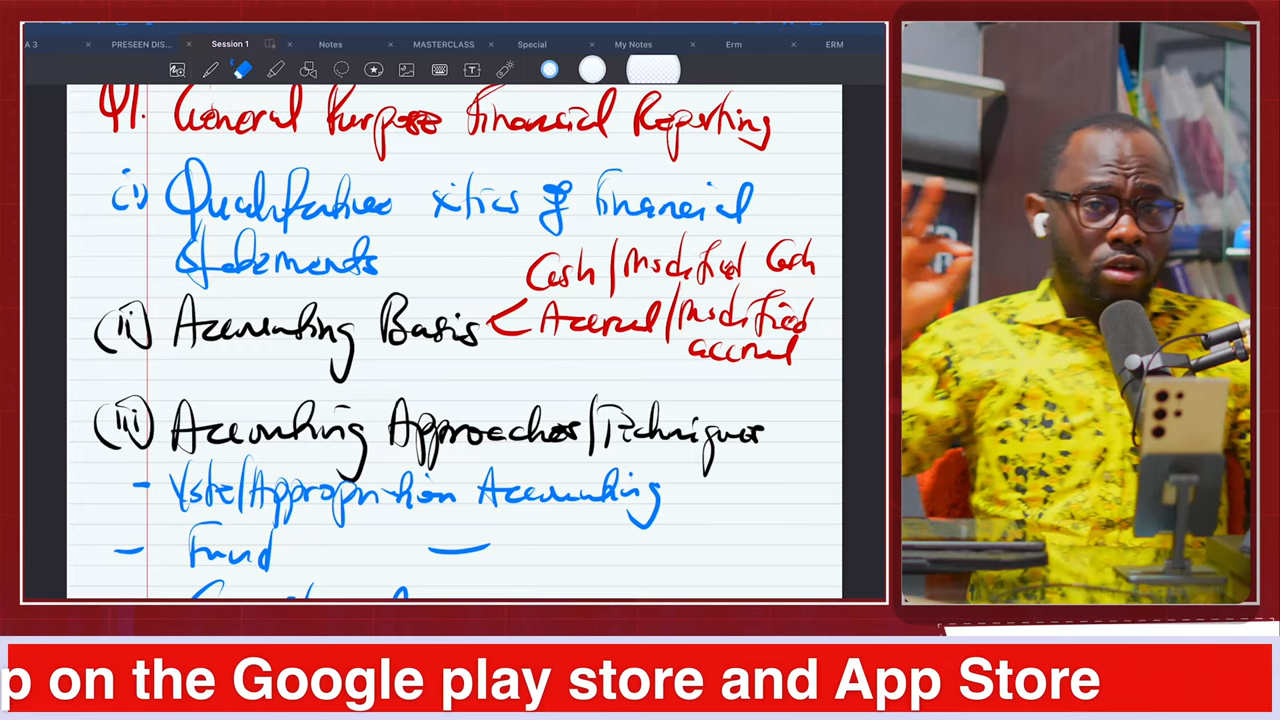 A 3 PRESEEN DIS... Session 1 Notes MASTERCLASS Special My Notes Erm ERM
Q1. General Purpose Financial Reporting
(i) Qualitative xtics of Financial
Statements
Cash/Modified Cash
(ii) Accounting Basis < Accrual/Modified
accrual
(iii) Accounting Approaches/Techniques
- Vote/Appropriation Accounting
- Fund —
p on the Google play store and App Store